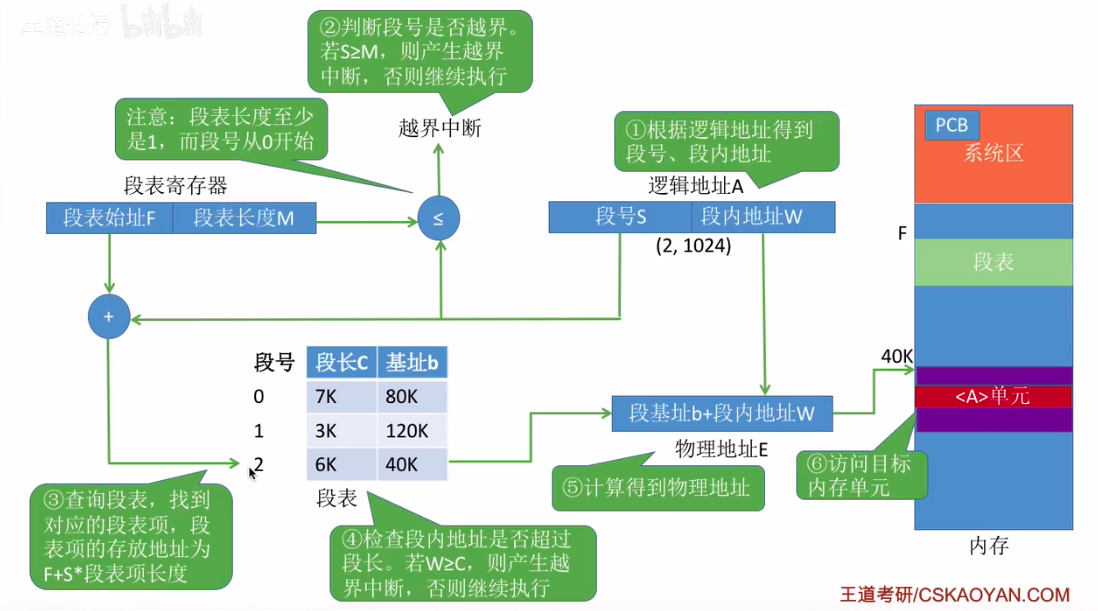 王道论坛 bilibili
②判断段号是否越界。
若S≥M，则产生越界
中断，否则继续执行
注意：段表长度至少
是1，而段号从0开始
越界中断
①根据逻辑地址得到
段号、段内地址
PCB
系统区
段表寄存器
逻辑地址A
段表始址F 段表长度M
≤
段号S 段内地址W
(2, 1024)
F
段表
+
段号 段长C 基址b
0 7K 80K
1 3K 120K
2 6K 40K
段表
40K
<A>单元
段基址b+段内地址W
物理地址E
③查询段表，找到
对应的段表项，段
表项的存放地址为
F+S*段表项长度
④检查段内地址是否超过
段长。若W≥C，则产生越
界中断，否则继续执行
⑤计算得到物理地址
⑥访问目标
内存单元
内存
王道考研/CSKAOYAN.COM